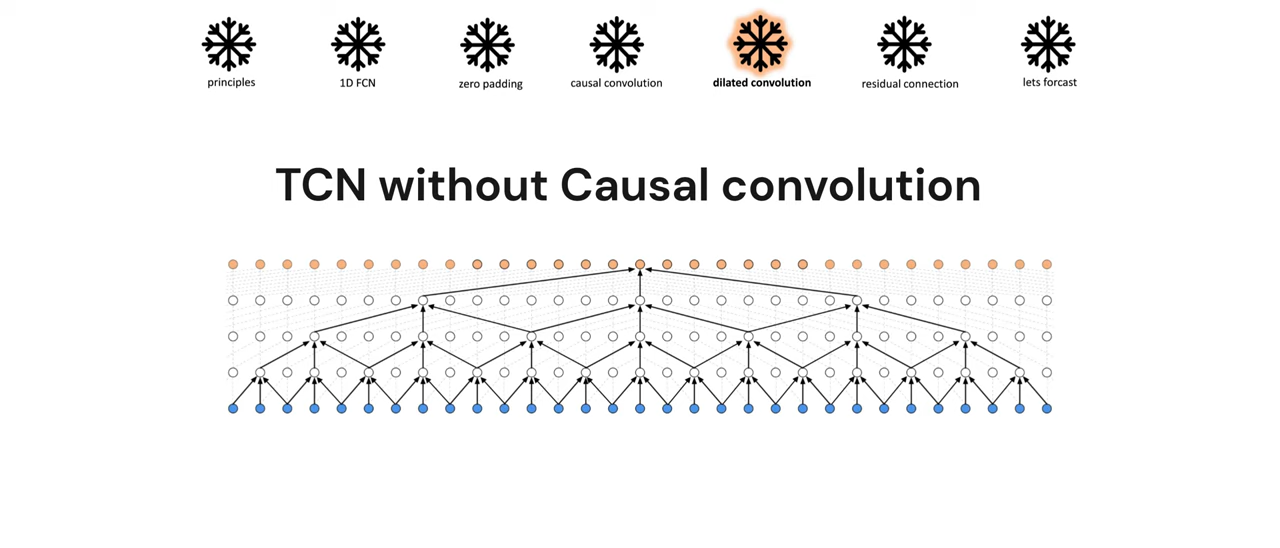 principles
1D FCN
zero padding
causal convolution
dilated convolution
residual connection
lets forcast
TCN without Causal convolution